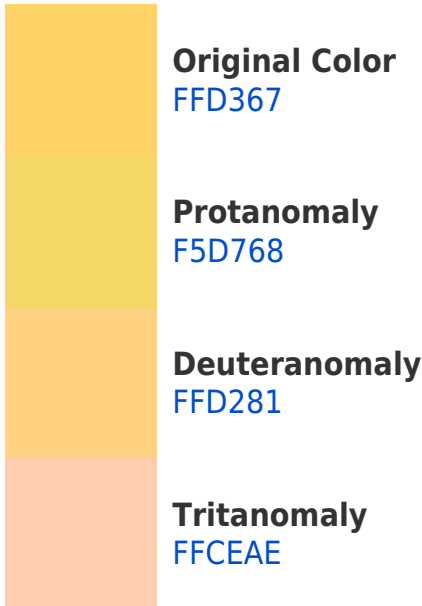 Original Color
FFD367
Protanomaly
F5D768
Deuteranomaly
FFD281
Tritanomaly
FFCEAE